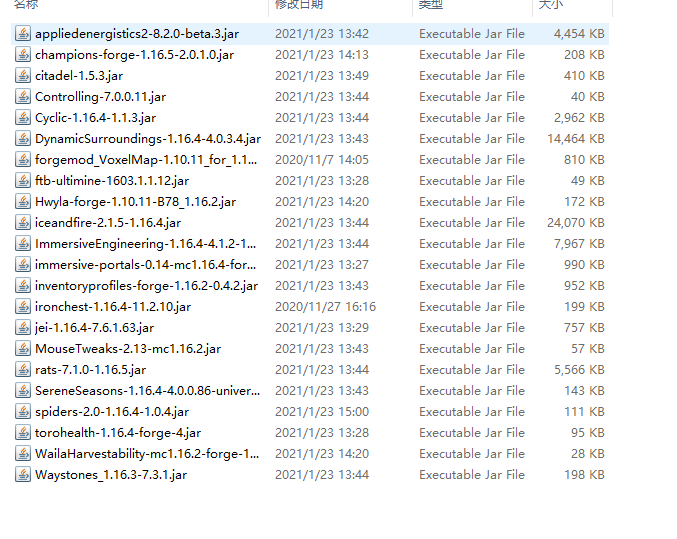 名称 修改日期 类型 大小
appliedenergistics2-8.2.0-beta.3.jar 2021/1/23 13:42 Executable Jar File 4,454 KB
champions-forge-1.16.5-2.0.1.0.jar 2021/1/23 14:13 Executable Jar File 208 KB
citadel-1.5.3.jar 2021/1/23 13:49 Executable Jar File 410 KB
Controlling-7.0.0.11.jar 2021/1/23 13:44 Executable Jar File 40 KB
Cyclic-1.16.4-1.1.3.jar 2021/1/23 13:44 Executable Jar File 2,962 KB
DynamicSurroundings-1.16.4-4.0.3.4.jar 2021/1/23 13:43 Executable Jar File 14,464 KB
forgemod_VoxelMap-1.10.11_for_1.1... 2020/11/7 14:05 Executable Jar File 810 KB
ftb-ultimine-1603.1.1.12.jar 2021/1/23 13:28 Executable Jar File 49 KB
Hwyla-forge-1.10.11-B78_1.16.2.jar 2021/1/23 14:20 Executable Jar File 172 KB
iceandfire-2.1.5-1.16.4.jar 2021/1/23 13:44 Executable Jar File 24,070 KB
ImmersiveEngineering-1.16.4-4.1.2-1... 2021/1/23 13:44 Executable Jar File 7,967 KB
immersive-portals-0.14-mc1.16.4-for... 2021/1/23 13:27 Executable Jar File 990 KB
inventoryprofiles-forge-1.16.2-0.4.2.jar 2021/1/23 13:43 Executable Jar File 952 KB
ironchest-1.16.4-11.2.10.jar 2020/11/27 16:16 Executable Jar File 199 KB
jei-1.16.4-7.6.1.63.jar 2021/1/23 13:29 Executable Jar File 757 KB
MouseTweaks-2.13-mc1.16.2.jar 2021/1/23 13:43 Executable Jar File 57 KB
rats-7.1.0-1.16.5.jar 2021/1/23 13:44 Executable Jar File 5,566 KB
SereneSeasons-1.16.4-4.0.0.86-univer... 2021/1/23 13:43 Executable Jar File 143 KB
spiders-2.0-1.16.4-1.0.4.jar 2021/1/23 15:00 Executable Jar File 111 KB
torohealth-1.16.4-forge-4.jar 2021/1/23 13:28 Executable Jar File 95 KB
WailaHarvestability-mc1.16.2-forge-1... 2021/1/23 14:20 Executable Jar File 28 KB
Waystones_1.16.3-7.3.1.jar 2021/1/23 13:44 Executable Jar File 198 KB